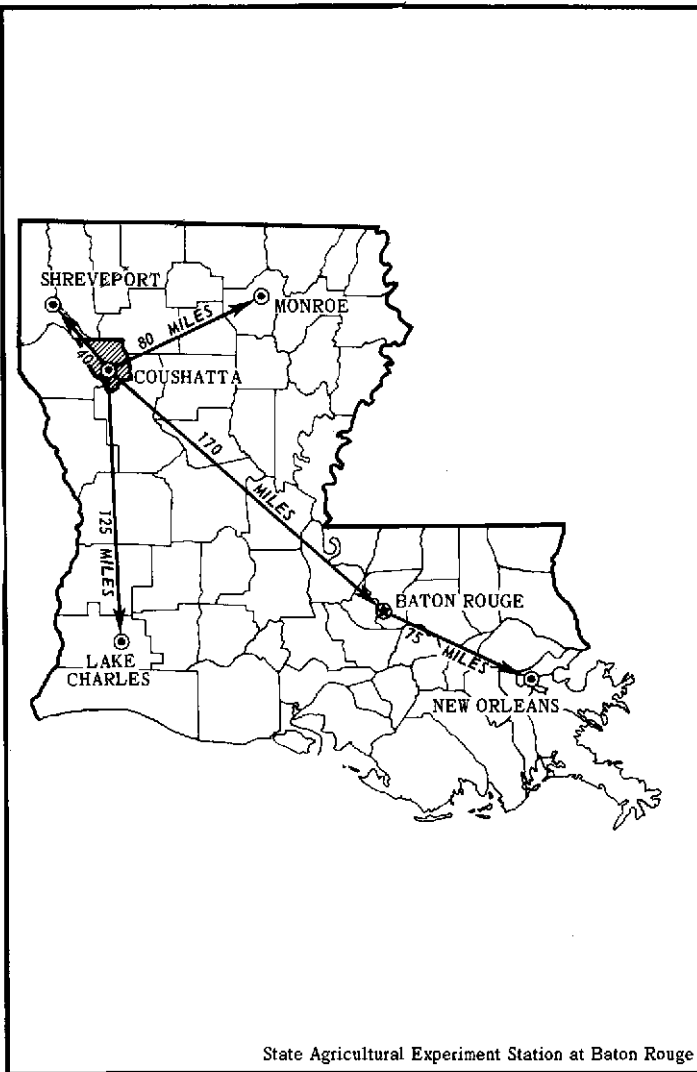 SHREVEPORT
MONROE
80 MILES
40
COUSHATTA
170
MILES
125 MILES
BATON ROUGE
75 MILES
LAKE
CHARLES
NEW ORLEANS
State Agricultural Experiment Station at Baton Rouge